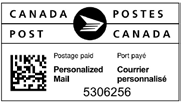 CANADA POSTES
POST CANADA
Postage paid Port payé
Personalized Courrier
Mail personnalisé
5306256